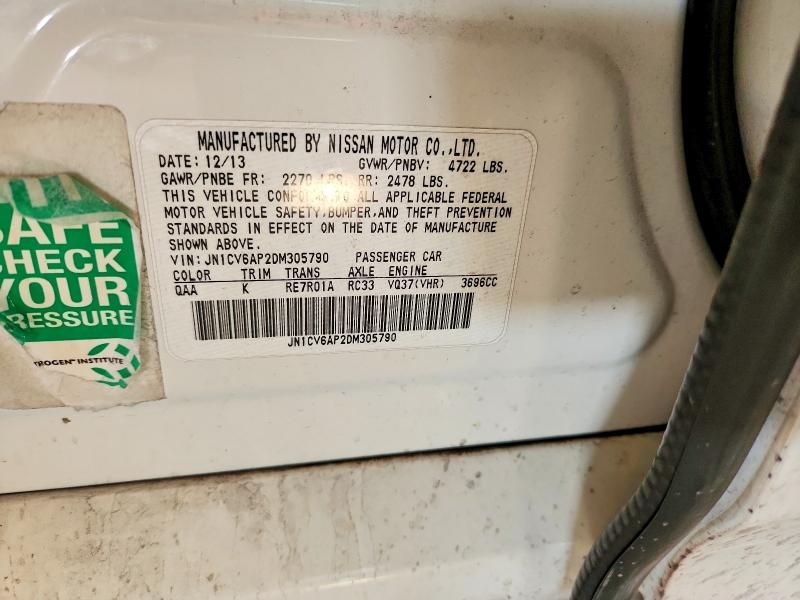 MANUFACTURED BY NISSAN MOTOR CO.,LTD.
DATE: 12/13 GVWR/PNBV: 4722 LBS.
GAWR/PNBE FR: 2270 LBS. RR: 2478 LBS.
THIS VEHICLE CONFORMS TO ALL APPLICABLE FEDERAL
MOTOR VEHICLE SAFETY,BUMPER,AND THEFT PREVENTION
STANDARDS IN EFFECT ON THE DATE OF MANUFACTURE
SHOWN ABOVE.
VIN: JN1CV6AP2DM305790 PASSENGER CAR
COLOR TRIM TRANS AXLE ENGINE
QAA K RE7R01A RC33 VQ37(VHR) 3696CC
JN1CV6AP2DM305790
SAFE
CHECK
YOUR
PRESSURE
TROGEN INSTITUTE